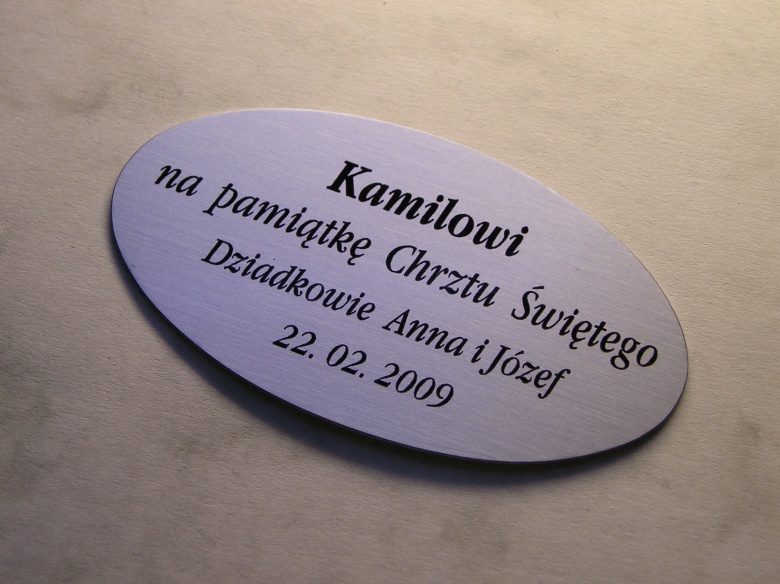 Kamilowi
na pamiątkę Chrztu Świętego
Dziadkowie Anna i Józef
22. 02. 2009